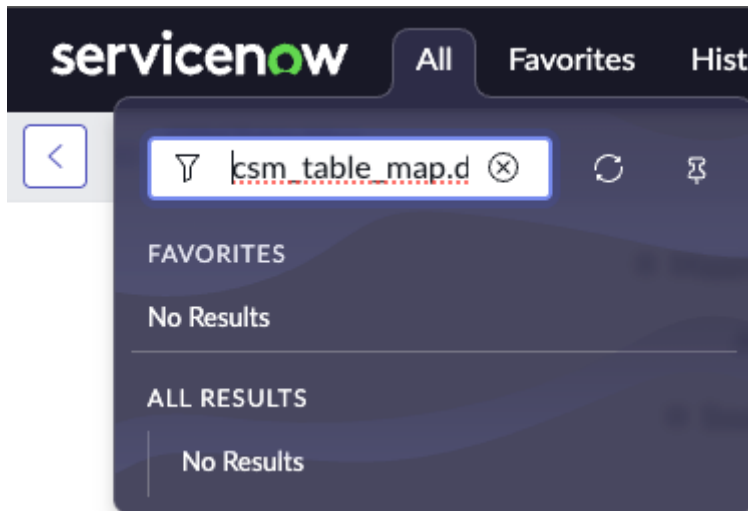 servicenow All Favorites Hist
csm_table_map.d
FAVORITES
No Results
ALL RESULTS
No Results